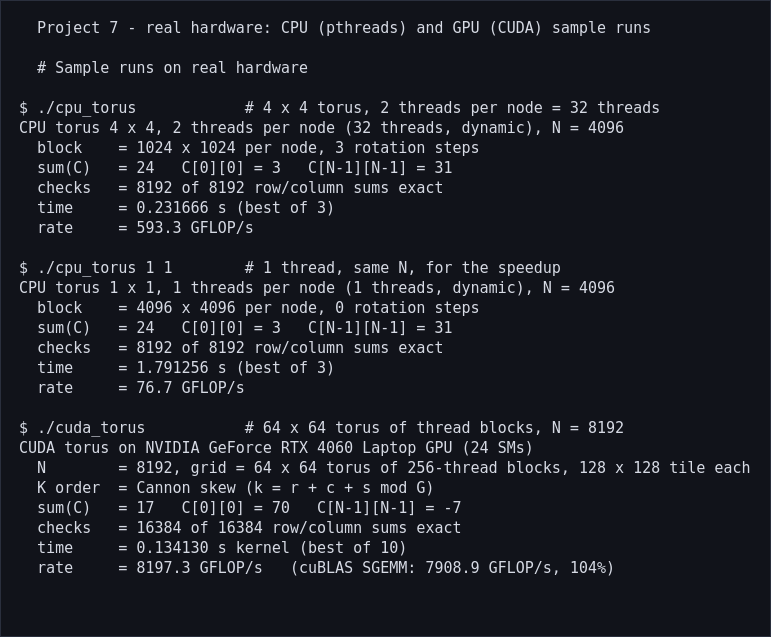 Project 7 - real hardware: CPU (pthreads) and GPU (CUDA) sample runs
# Sample runs on real hardware
$ ./cpu_torus            # 4 x 4 torus, 2 threads per node = 32 threads
CPU torus 4 x 4, 2 threads per node (32 threads, dynamic), N = 4096
  block    = 1024 x 1024 per node, 3 rotation steps
  sum(C)   = 24   C[0][0] = 3   C[N-1][N-1] = 31
  checks   = 8192 of 8192 row/column sums exact
  time     = 0.231666 s (best of 3)
  rate     = 593.3 GFLOP/s
$ ./cpu_torus 1 1        # 1 thread, same N, for the speedup
CPU torus 1 x 1, 1 threads per node (1 threads, dynamic), N = 4096
  block    = 4096 x 4096 per node, 0 rotation steps
  sum(C)   = 24   C[0][0] = 3   C[N-1][N-1] = 31
  checks   = 8192 of 8192 row/column sums exact
  time     = 1.791256 s (best of 3)
  rate     = 76.7 GFLOP/s
$ ./cuda_torus           # 64 x 64 torus of thread blocks, N = 8192
CUDA torus on NVIDIA GeForce RTX 4060 Laptop GPU (24 SMs)
  N        = 8192, grid = 64 x 64 torus of 256-thread blocks, 128 x 128 tile each
  K order  = Cannon skew (k = r + c + s mod G)
  sum(C)   = 17   C[0][0] = 70   C[N-1][N-1] = -7
  checks   = 16384 of 16384 row/column sums exact
  time     = 0.134130 s kernel (best of 10)
  rate     = 8197.3 GFLOP/s   (cuBLAS SGEMM: 7908.9 GFLOP/s, 104%)